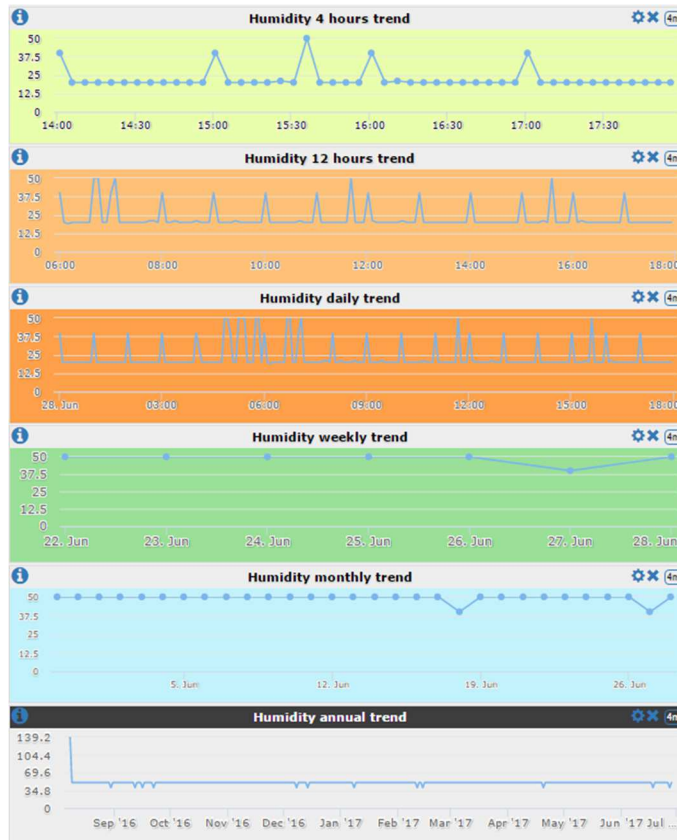 Humidity 4 hours trend
50
37.5
25
12.5
0
14:00 14:30 15:00 15:30 16:00 16:30 17:00 17:30
Humidity 12 hours trend
50
37.5
25
12.5
0
06:00 08:00 10:00 12:00 14:00 16:00 18:00
Humidity daily trend
50
37.5
25
12.5
0
28. Jun 03:00 06:00 09:00 12:00 15:00 18:00
Humidity weekly trend
50
37.5
25
12.5
0
22. Jun 23. Jun 24. Jun 25. Jun 26. Jun 27. Jun 28. Jun
Humidity monthly trend
50
37.5
25
12.5
0
5. Jun 12. Jun 19. Jun 26. Jun
Humidity annual trend
139.2
104.4
69.6
34.8
0
Sep '16 Oct '16 Nov '16 Dec '16 Jan '17 Feb '17 Mar '17 Apr '17 May '17 Jun '17 Jul ...